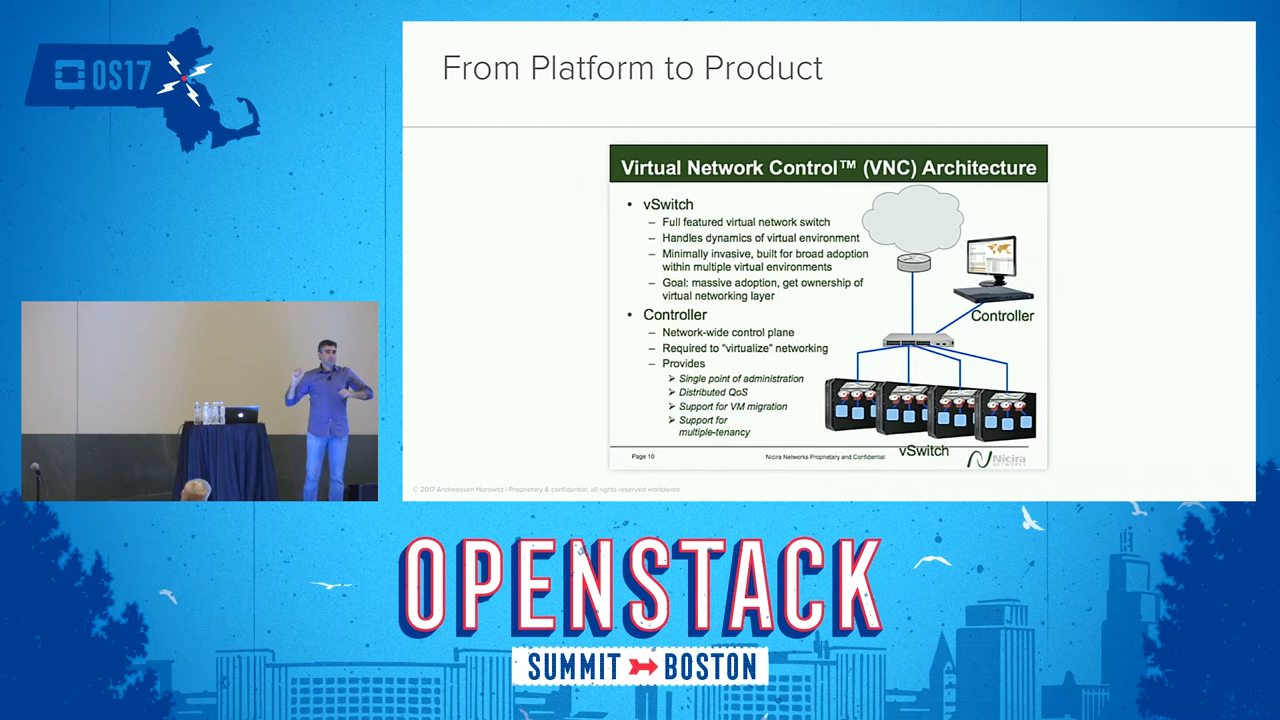 OS17
From Platform to Product
Virtual Network Control™ (VNC) Architecture
• vSwitch
– Full featured virtual network switch
– Handles dynamics of virtual environment
– Minimally invasive, built for broad adoption
within multiple virtual environments
– Goal: massive adoption, get ownership of
virtual networking layer
• Controller
– Network-wide control plane
– Required to "virtualize" networking
– Provides
➢ Single point of administration
➢ Distributed QoS
➢ Support for VM migration
➢ Support for
multiple-tenancy
Controller
vSwitch
Page 10
Nicira Networks Proprietary and Confidential
Nicira
NETWORKS
© 2017 Andreessen Horowitz | Proprietary & confidential, all rights reserved worldwide.
OPENSTACK
SUMMIT BOSTON